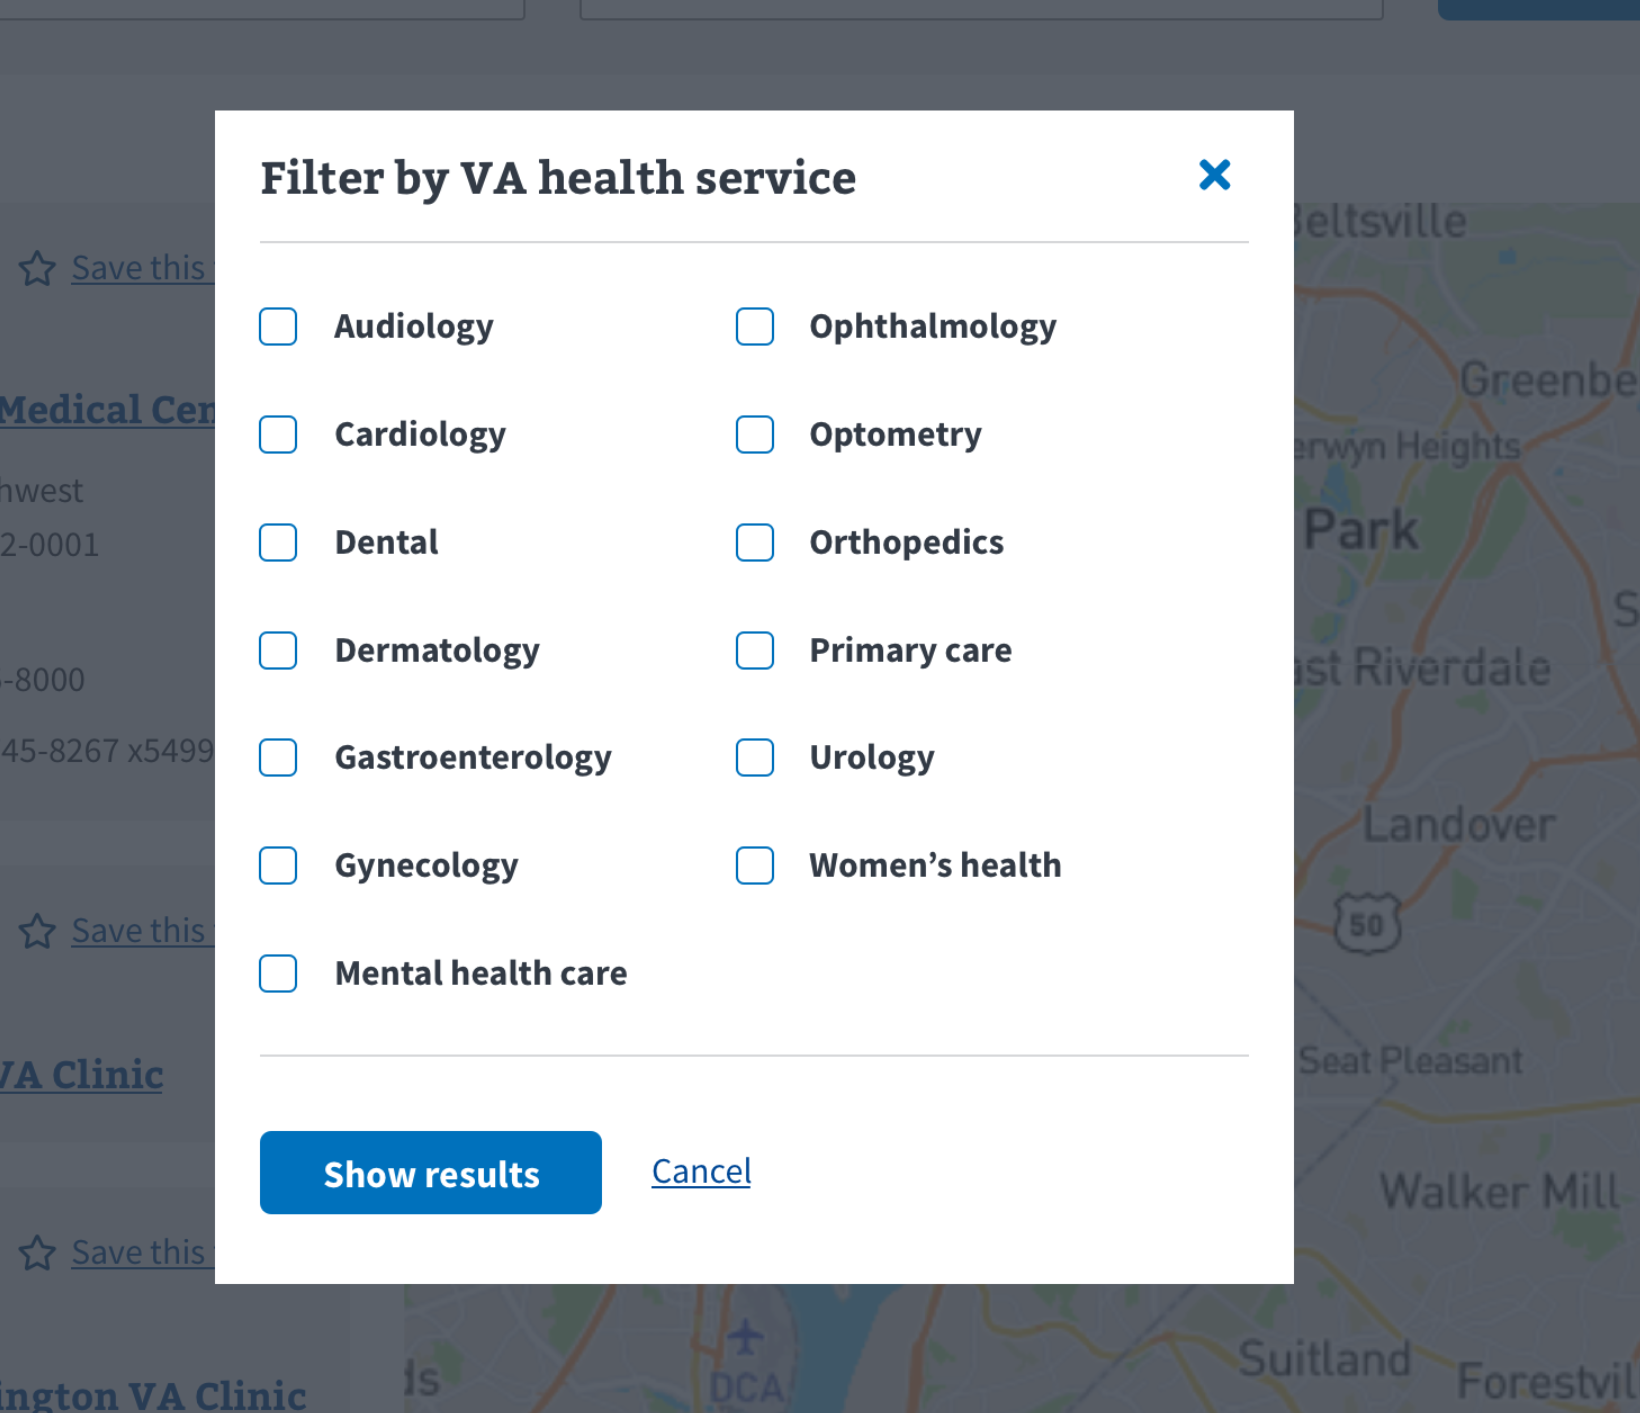 Filter by VA health service
Audiology
Ophthalmology
Cardiology
Optometry
Dental
Orthopedics
Dermatology
Primary care
Gastroenterology
Urology
Gynecology
Women’s health
Mental health care
Show results
Cancel
Save this
Medical Cen
hwest
2-0001
-8000
45-8267 x5499
Save this
VA Clinic
Save this
ington VA Clinic
Beltsville
Greenbe
erwyn Heights
Park
ast Riverdale
Landover
50
Seat Pleasant
Walker Mill
Suitland
Forestvil
DCA
ds